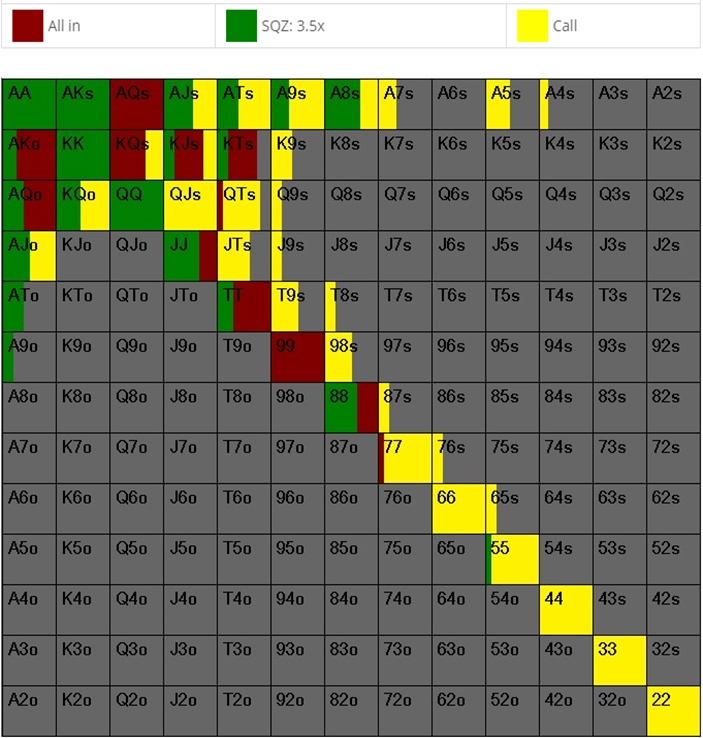 All in SQZ: 3.5x Call
AA AKs AQs AJs ATs A9s A8s A7s A6s A5s A4s A3s A2s
AKo KK KQs KJs KTs K9s K8s K7s K6s K5s K4s K3s K2s
AQo KQo QQ QJs QTs Q9s Q8s Q7s Q6s Q5s Q4s Q3s Q2s
AJo KJo QJo JJ JTs J9s J8s J7s J6s J5s J4s J3s J2s
ATo KTo QTo JTo TT T9s T8s T7s T6s T5s T4s T3s T2s
A9o K9o Q9o J9o T9o 99 98s 97s 96s 95s 94s 93s 92s
A8o K8o Q8o J8o T8o 98o 88 87s 86s 85s 84s 83s 82s
A7o K7o Q7o J7o T7o 97o 87o 77 76s 75s 74s 73s 72s
A6o K6o Q6o J6o T6o 96o 86o 76o 66 65s 64s 63s 62s
A5o K5o Q5o J5o T5o 95o 85o 75o 65o 55 54s 53s 52s
A4o K4o Q4o J4o T4o 94o 84o 74o 64o 54o 44 43s 42s
A3o K3o Q3o J3o T3o 93o 83o 73o 63o 53o 43o 33 32s
A2o K2o Q2o J2o T2o 92o 82o 72o 62o 52o 42o 32o 22